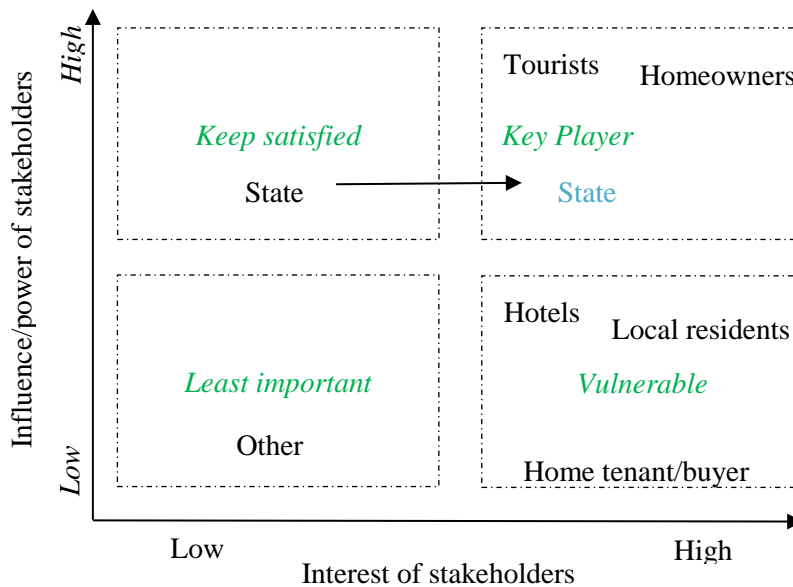 Influence/power of stakeholders
High
Low
Keep satisfied
State
Tourists
Homeowners
Key Player
State
Least important
Other
Hotels
Local residents
Vulnerable
Home tenant/buyer
Low
High
Interest of stakeholders